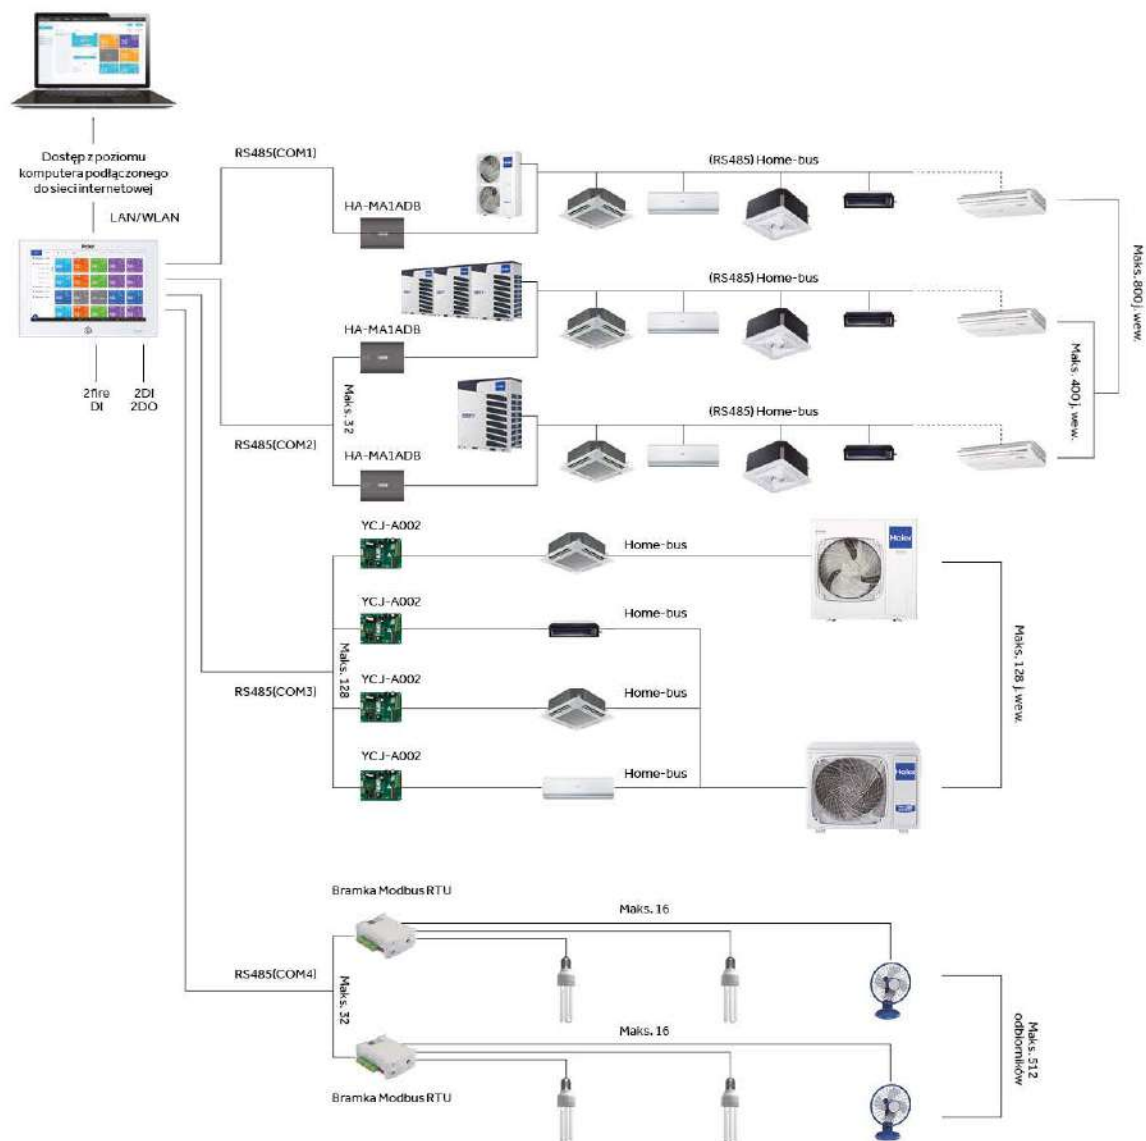 Dostęp z poziomu
komputera podłączonego
do sieci internetowej
LAN/WLAN
Haier
2fire
DI
2DI
2DO
RS485(COM1)
HA-MA1ADB
Haier
(RS485) Home-bus
HA-MA1ADB
(RS485) Home-bus
Maks. 32
RS485(COM2)
HA-MA1ADB
(RS485) Home-bus
Maks. 400 j. wew.
Maks. 800 j. wew.
YCJ-A002
Home-bus
Haier
YCJ-A002
Home-bus
Maks. 128
RS485(COM3)
YCJ-A002
Home-bus
YCJ-A002
Home-bus
Haier
Maks. 128 j. wew.
Bramka Modbus RTU
Maks. 16
RS485(COM4)
Maks. 32
Maks. 16
Bramka Modbus RTU
Maks. 512
odbiorników